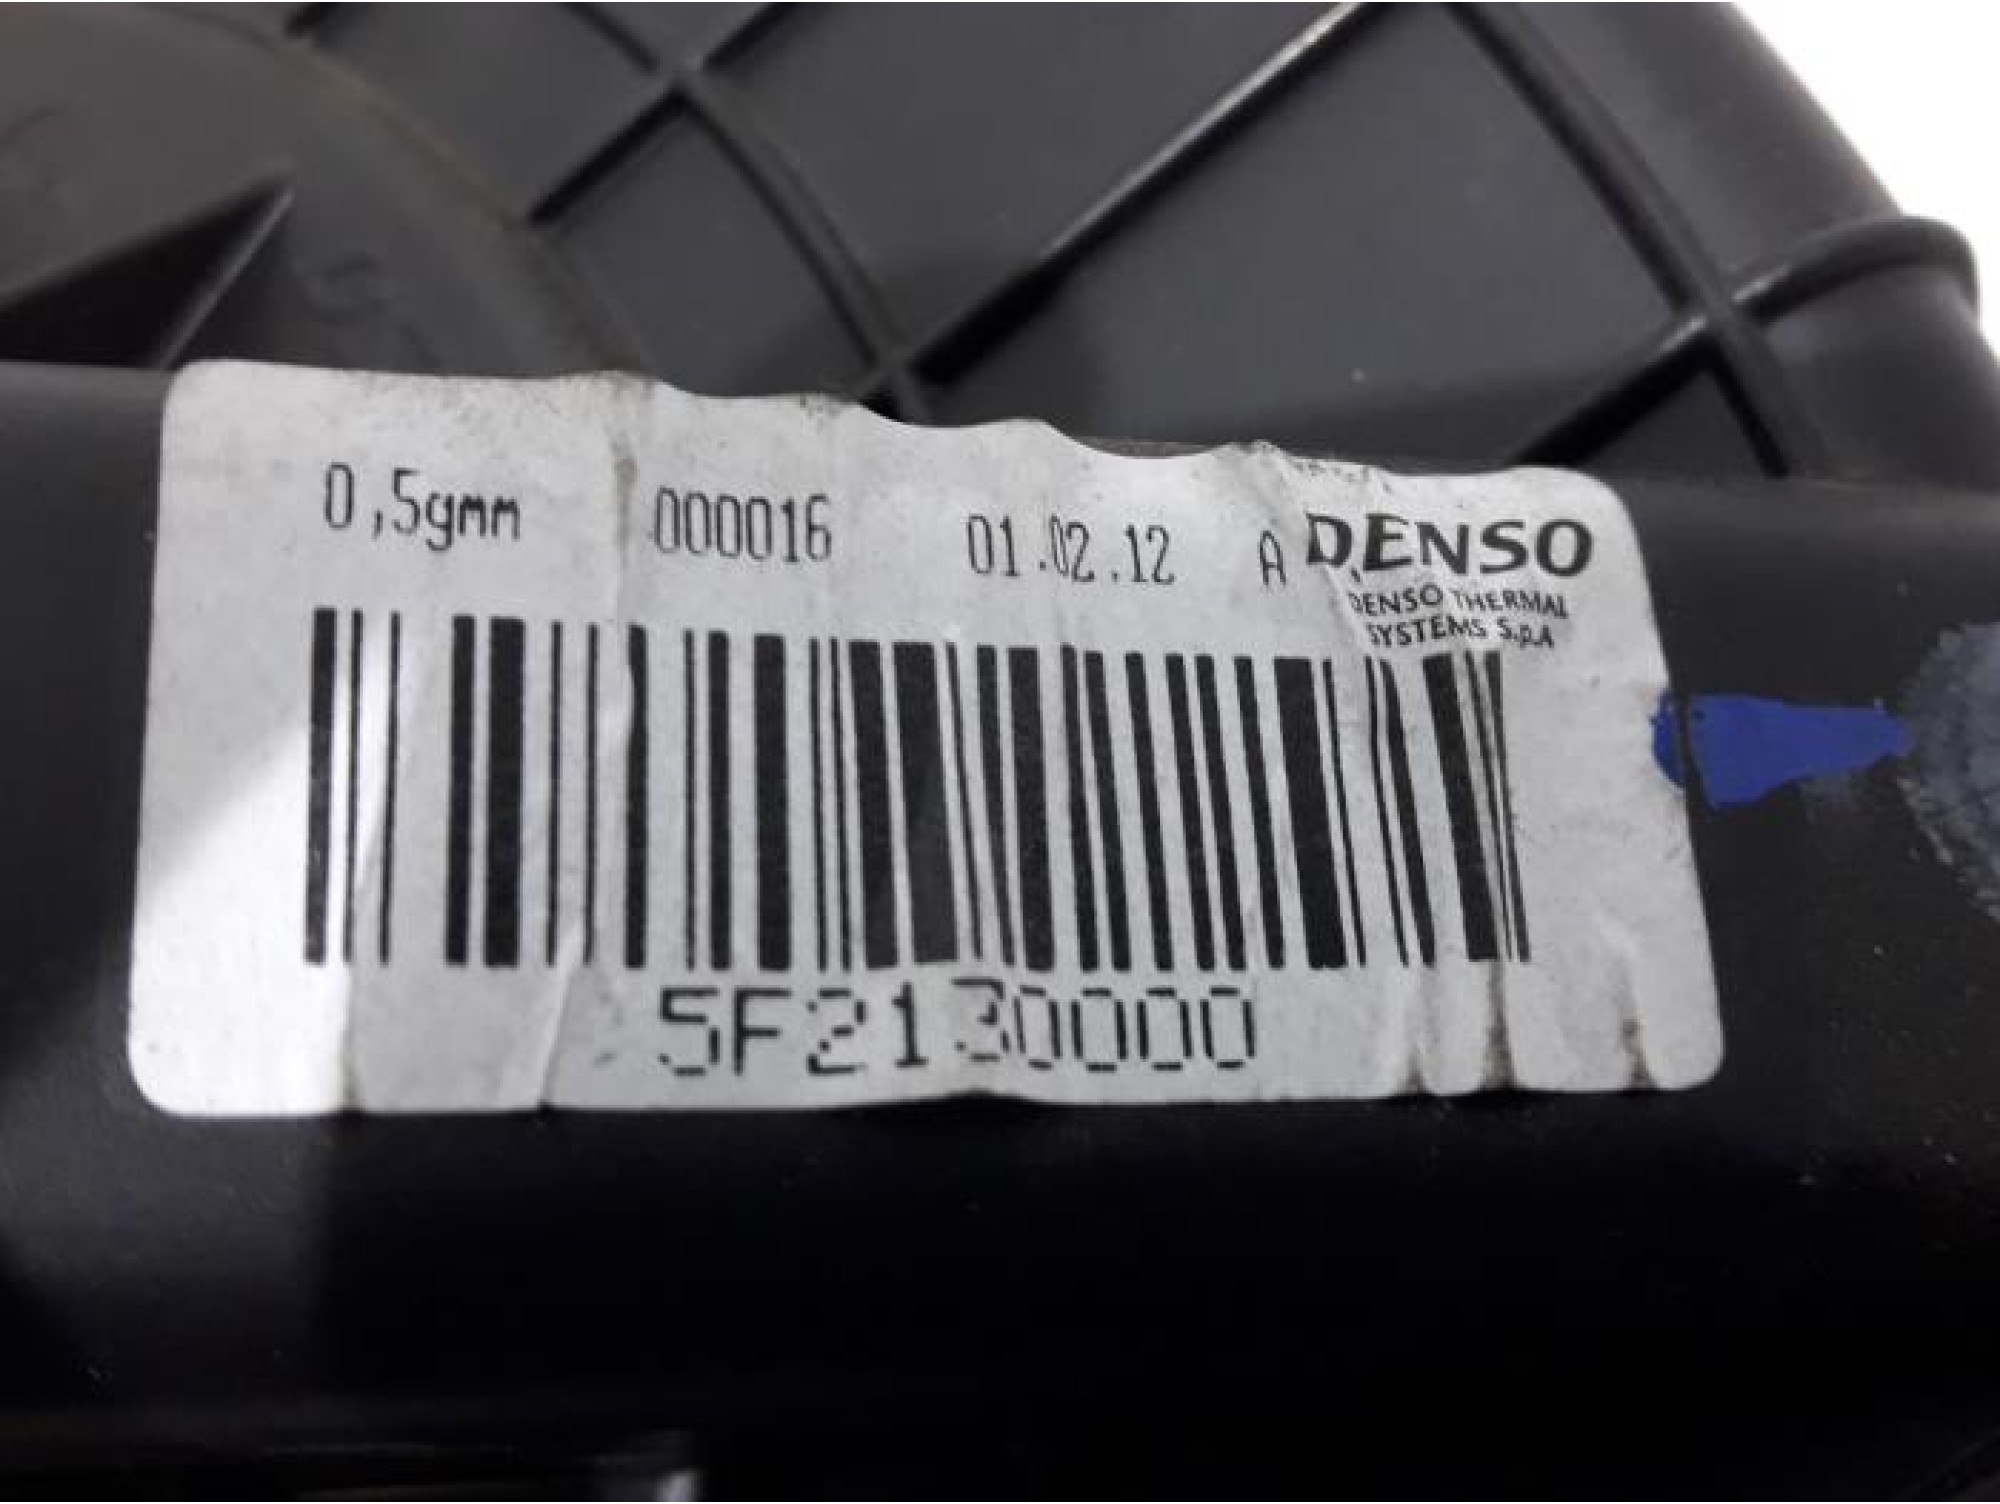 0,5gmm 000016 01.02.12 A DENSO
DENSO THERMAL
SYSTEMS S.p.A
5F2130000